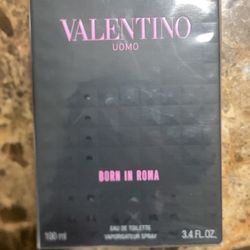 VALENTINO
UOMO
BORN IN ROMA
EAU DE TOILETTE
100 ml VAPORISATEUR SPRAY 3.4 FL.OZ.